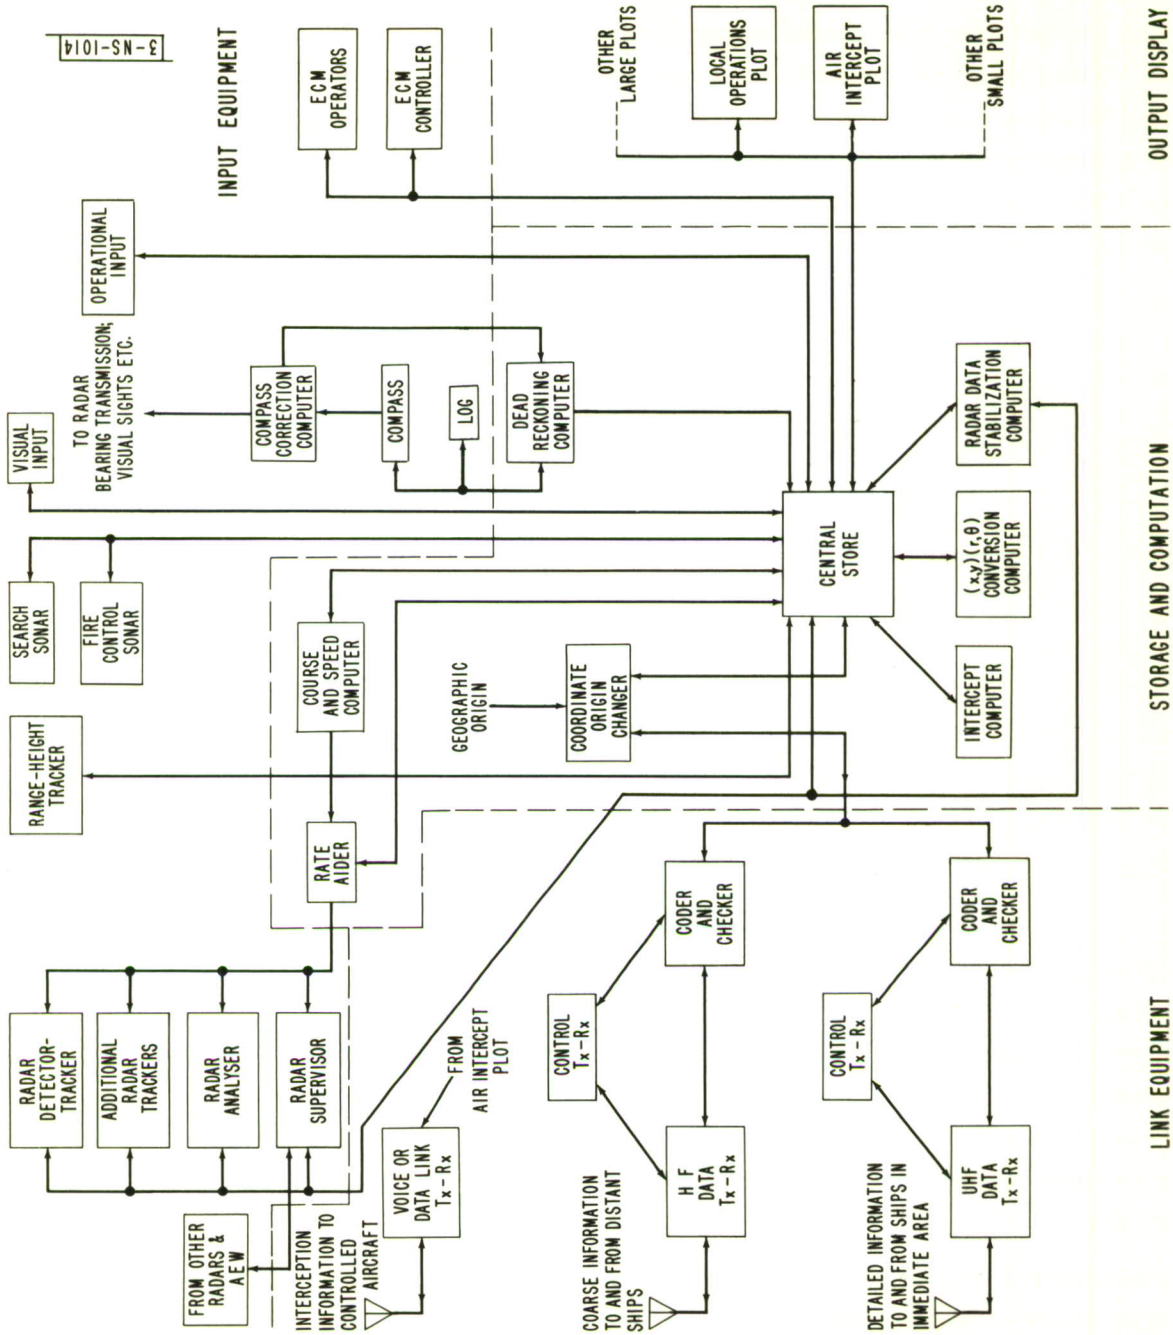 3-NS-1014
INPUT EQUIPMENT
RADAR
DETECTOR-
TRACKER
ADDITIONAL
RADAR
TRACKERS
RADAR
ANALYSER
RADAR
SUPERVISOR
FROM OTHER
RADARS &
AEW
RANGE-HEIGHT
TRACKER
SEARCH
SONAR
FIRE
CONTROL
SONAR
VISUAL
INPUT
TO RADAR
BEARING TRANSMISSION;
VISUAL SIGHTS ETC.
OPERATIONAL
INPUT
COMPASS
CORRECTION
COMPUTER
COMPASS
LOG
DEAD
RECKONING
COMPUTER
ECM
OPERATORS
ECM
CONTROLLER
RATE
AIDER
COURSE
AND SPEED
COMPUTER
GEOGRAPHIC
ORIGIN
COORDINATE
ORIGIN
CHANGER
CENTRAL
STORE
INTERCEPT
COMPUTER
(x,y)(r,θ)
CONVERSION
COMPUTER
RADAR DATA
STABILIZATION
COMPUTER
STORAGE AND COMPUTATION
OTHER
LARGE PLOTS
LOCAL
OPERATIONS
PLOT
AIR
INTERCEPT
PLOT
OTHER
SMALL PLOTS
OUTPUT DISPLAY
INTERCEPTION
INFORMATION TO
CONTROLLED
AIRCRAFT
VOICE OR
DATA LINK
Tx-Rx
FROM
AIR INTERCEPT
PLOT
COARSE INFORMATION
TO AND FROM DISTANT
SHIPS
HF
DATA
Tx-Rx
CONTROL
Tx-Rx
CODER
AND
CHECKER
DETAILED INFORMATION
TO AND FROM SHIPS IN
IMMEDIATE AREA
UHF
DATA
Tx-Rx
CONTROL
Tx-Rx
CODER
AND
CHECKER
LINK EQUIPMENT